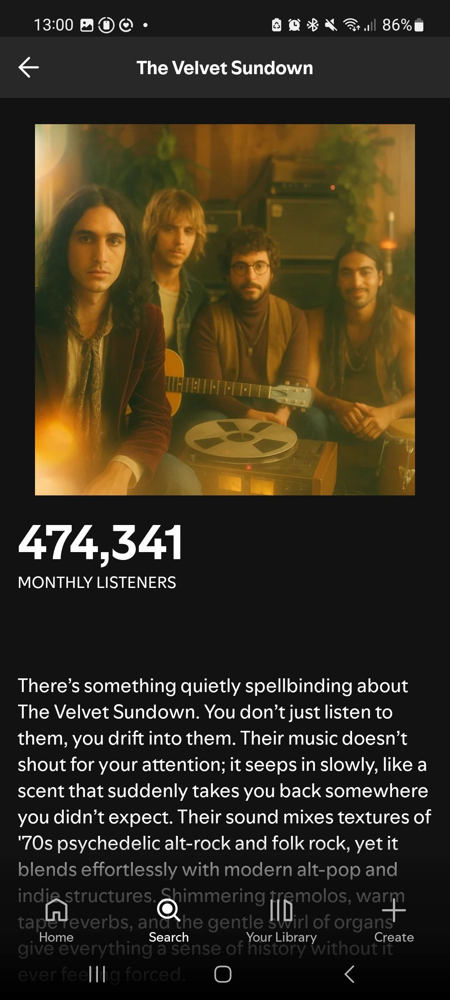 13:00
86%
The Velvet Sundown
474,341
MONTHLY LISTENERS
There’s something quietly spellbinding about
The Velvet Sundown. You don’t just listen to
them, you drift into them. Their music doesn’t
shout for your attention; it seeps in slowly, like a
scent that suddenly takes you back somewhere
you didn’t expect. Their sound mixes textures of
'70s psychedelic alt-rock and folk rock, yet it
blends effortlessly with modern alt-pop and
indie structures. Shimmering tremolos, warm
tape reverbs, and the gentle swirl of organs
Home
Search
Your Library
Create
give everything a sense of history without it
ever feeling forced.